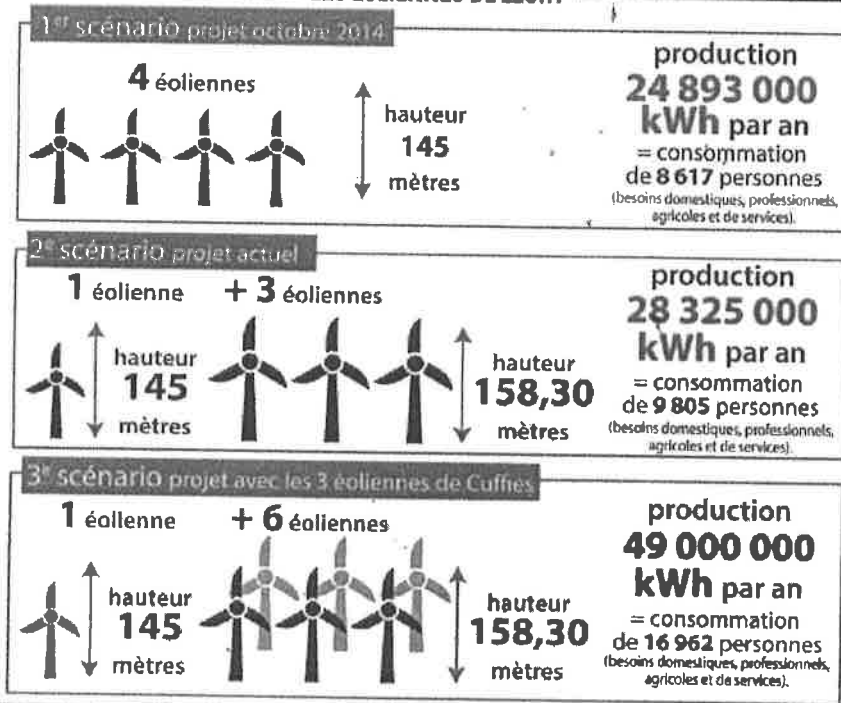 1er scénario projet octobre 2014
4 éoliennes
hauteur
145
mètres
production
24 893 000
kWh par an
= consommation
de 8 617 personnes
(besoins domestiques, professionnels,
agricoles et de services).
2e scénario projet actuel
1 éolienne + 3 éoliennes
hauteur
145
mètres
hauteur
158,30
mètres
production
28 325 000
kWh par an
= consommation
de 9 805 personnes
(besoins domestiques, professionnels,
agricoles et de services).
3e scénario projet avec les 3 éoliennes de Cuffies
1 éolienne + 6 éoliennes
hauteur
145
mètres
hauteur
158,30
mètres
production
49 000 000
kWh par an
= consommation
de 16 962 personnes
(besoins domestiques, professionnels,
agricoles et de services).